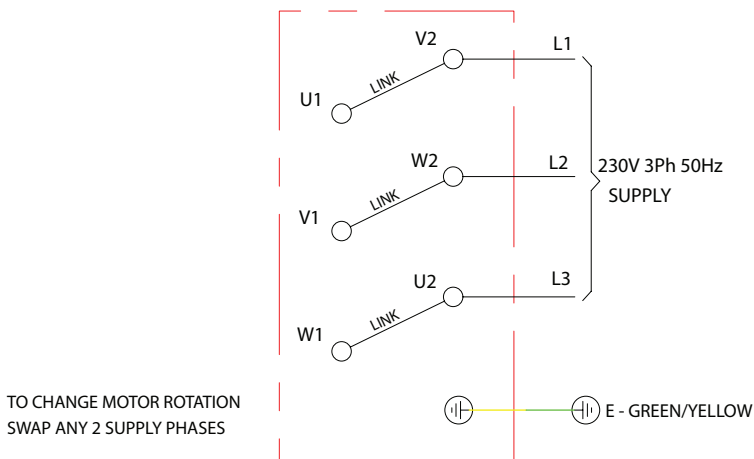 V2
L1
LINK
U1
W2
L2
230V 3Ph 50Hz
LINK
SUPPLY
V1
U2
L3
LINK
W1
TO CHANGE MOTOR ROTATION
SWAP ANY 2 SUPPLY PHASES
E - GREEN/YELLOW